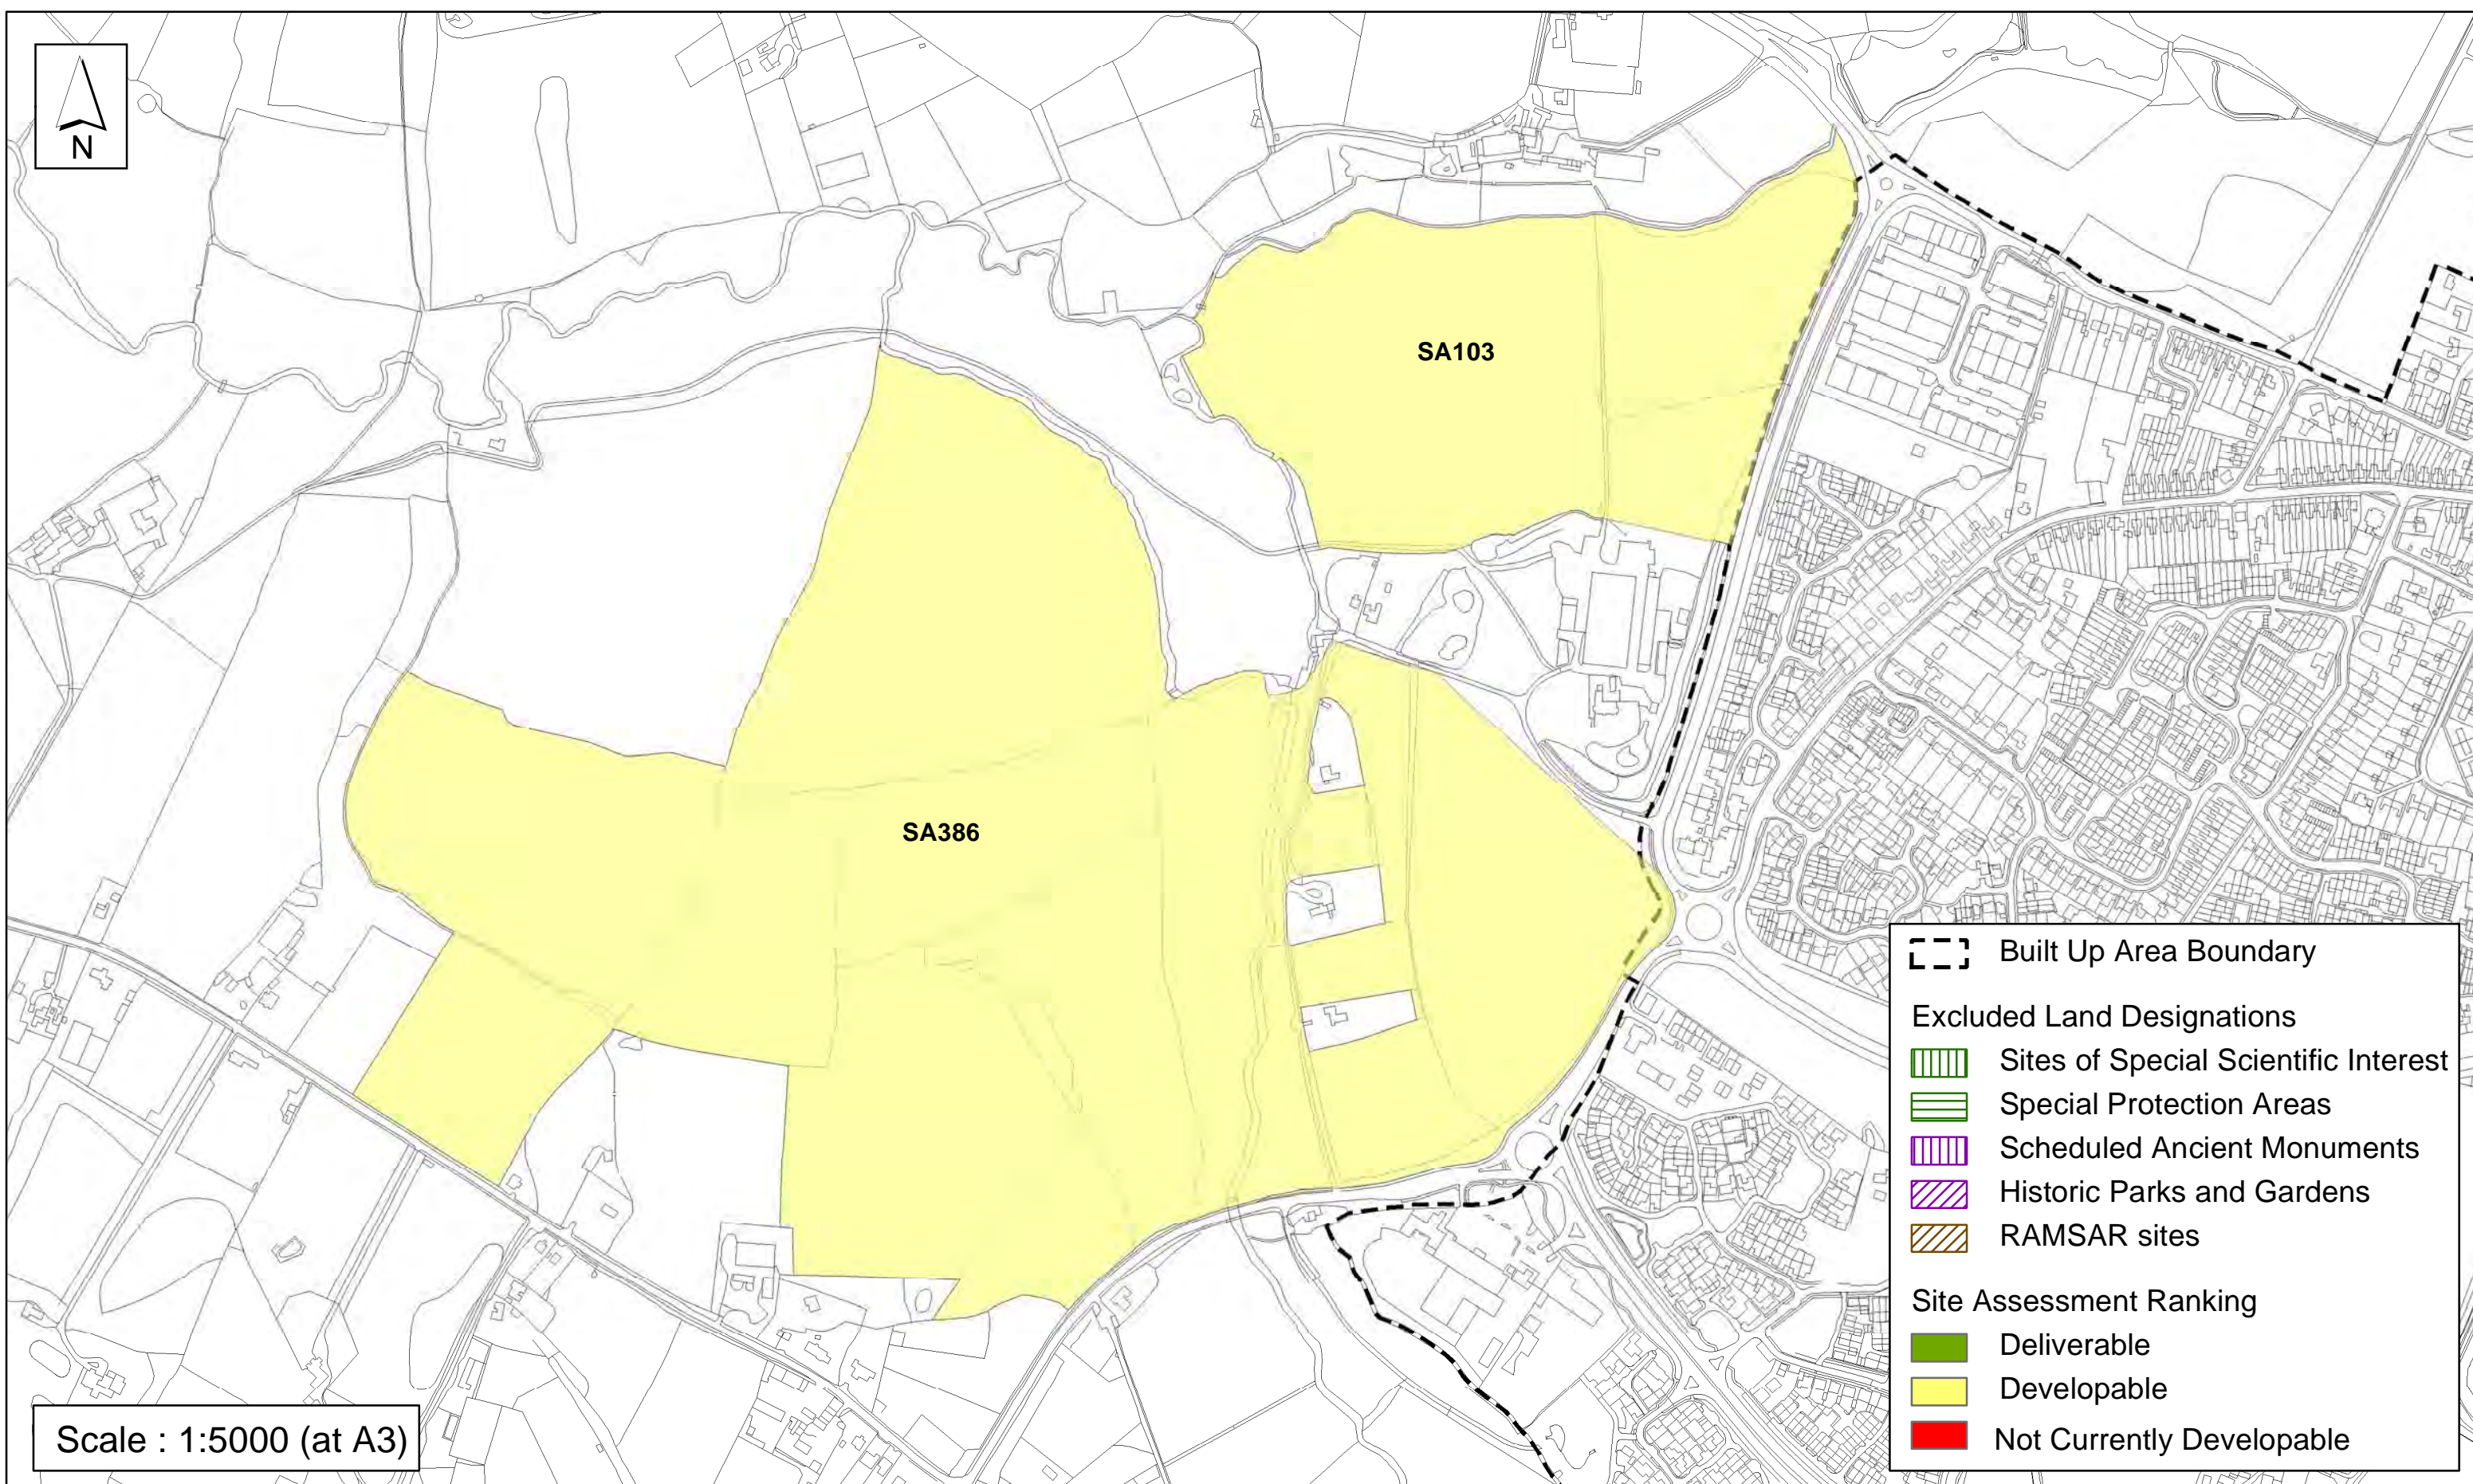 N
SA103
SA386
Built Up Area Boundary
Excluded Land Designations
Sites of Special Scientific Interest
Special Protection Areas
Scheduled Ancient Monuments
Historic Parks and Gardens
RAMSAR sites
Site Assessment Ranking
Deliverable
Developable
Not Currently Developable
Scale : 1:5000 (at A3)